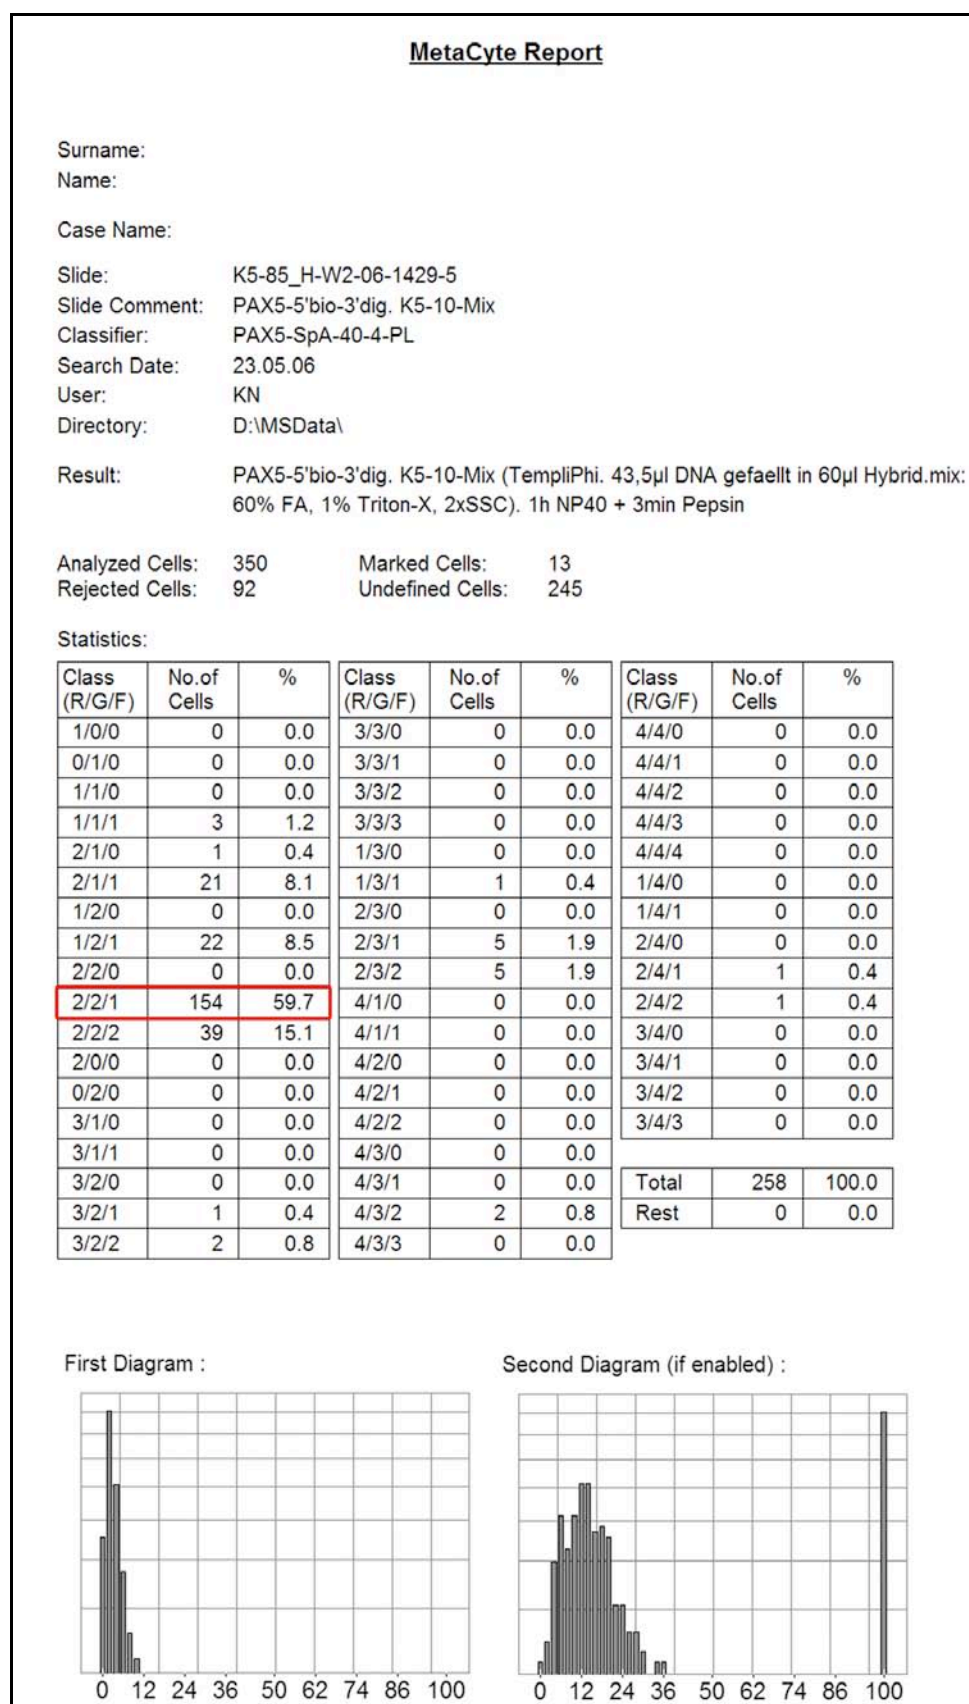 MetaCyte Report
Surname:
Name:
Case Name:
Slide: K5-85_H-W2-06-1429-5
Slide Comment: PAX5-5'bio-3'dig. K5-10-Mix
Classifier: PAX5-SpA-40-4-PL
Search Date: 23.05.06
User: KN
Directory: D:\MSData\
Result: PAX5-5'bio-3'dig. K5-10-Mix (TempliPhi. 43,5µl DNA gefaellt in 60µl Hybrid.mix:
60% FA, 1% Triton-X, 2xSSC). 1h NP40 + 3min Pepsin
Analyzed Cells: 350 Marked Cells: 13
Rejected Cells: 92 Undefined Cells: 245
Statistics:
Class No.of % Class No.of % Class No.of %
(R/G/F) Cells (R/G/F) Cells (R/G/F) Cells
1/0/0 0 0.0 3/3/0 0 0.0 4/4/0 0 0.0
0/1/0 0 0.0 3/3/1 0 0.0 4/4/1 0 0.0
1/1/0 0 0.0 3/3/2 0 0.0 4/4/2 0 0.0
1/1/1 3 1.2 3/3/3 0 0.0 4/4/3 0 0.0
2/1/0 1 0.4 1/3/0 0 0.0 4/4/4 0 0.0
2/1/1 21 8.1 1/3/1 1 0.4 1/4/0 0 0.0
1/2/0 0 0.0 2/3/0 0 0.0 1/4/1 0 0.0
1/2/1 22 8.5 2/3/1 5 1.9 2/4/0 0 0.0
2/2/0 0 0.0 2/3/2 5 1.9 2/4/1 1 0.4
2/2/1 154 59.7 4/1/0 0 0.0 2/4/2 1 0.4
2/2/2 39 15.1 4/1/1 0 0.0 3/4/0 0 0.0
2/0/0 0 0.0 4/2/0 0 0.0 3/4/1 0 0.0
0/2/0 0 0.0 4/2/1 0 0.0 3/4/2 0 0.0
3/1/0 0 0.0 4/2/2 0 0.0 3/4/3 0 0.0
3/1/1 0 0.0 4/3/0 0 0.0
3/2/0 0 0.0 4/3/1 0 0.0 Total 258 100.0
3/2/1 1 0.4 4/3/2 2 0.8 Rest 0 0.0
3/2/2 2 0.8 4/3/3 0 0.0
First Diagram : Second Diagram (if enabled) :
0 12 24 36 50 62 74 86 100 0 12 24 36 50 62 74 86 100